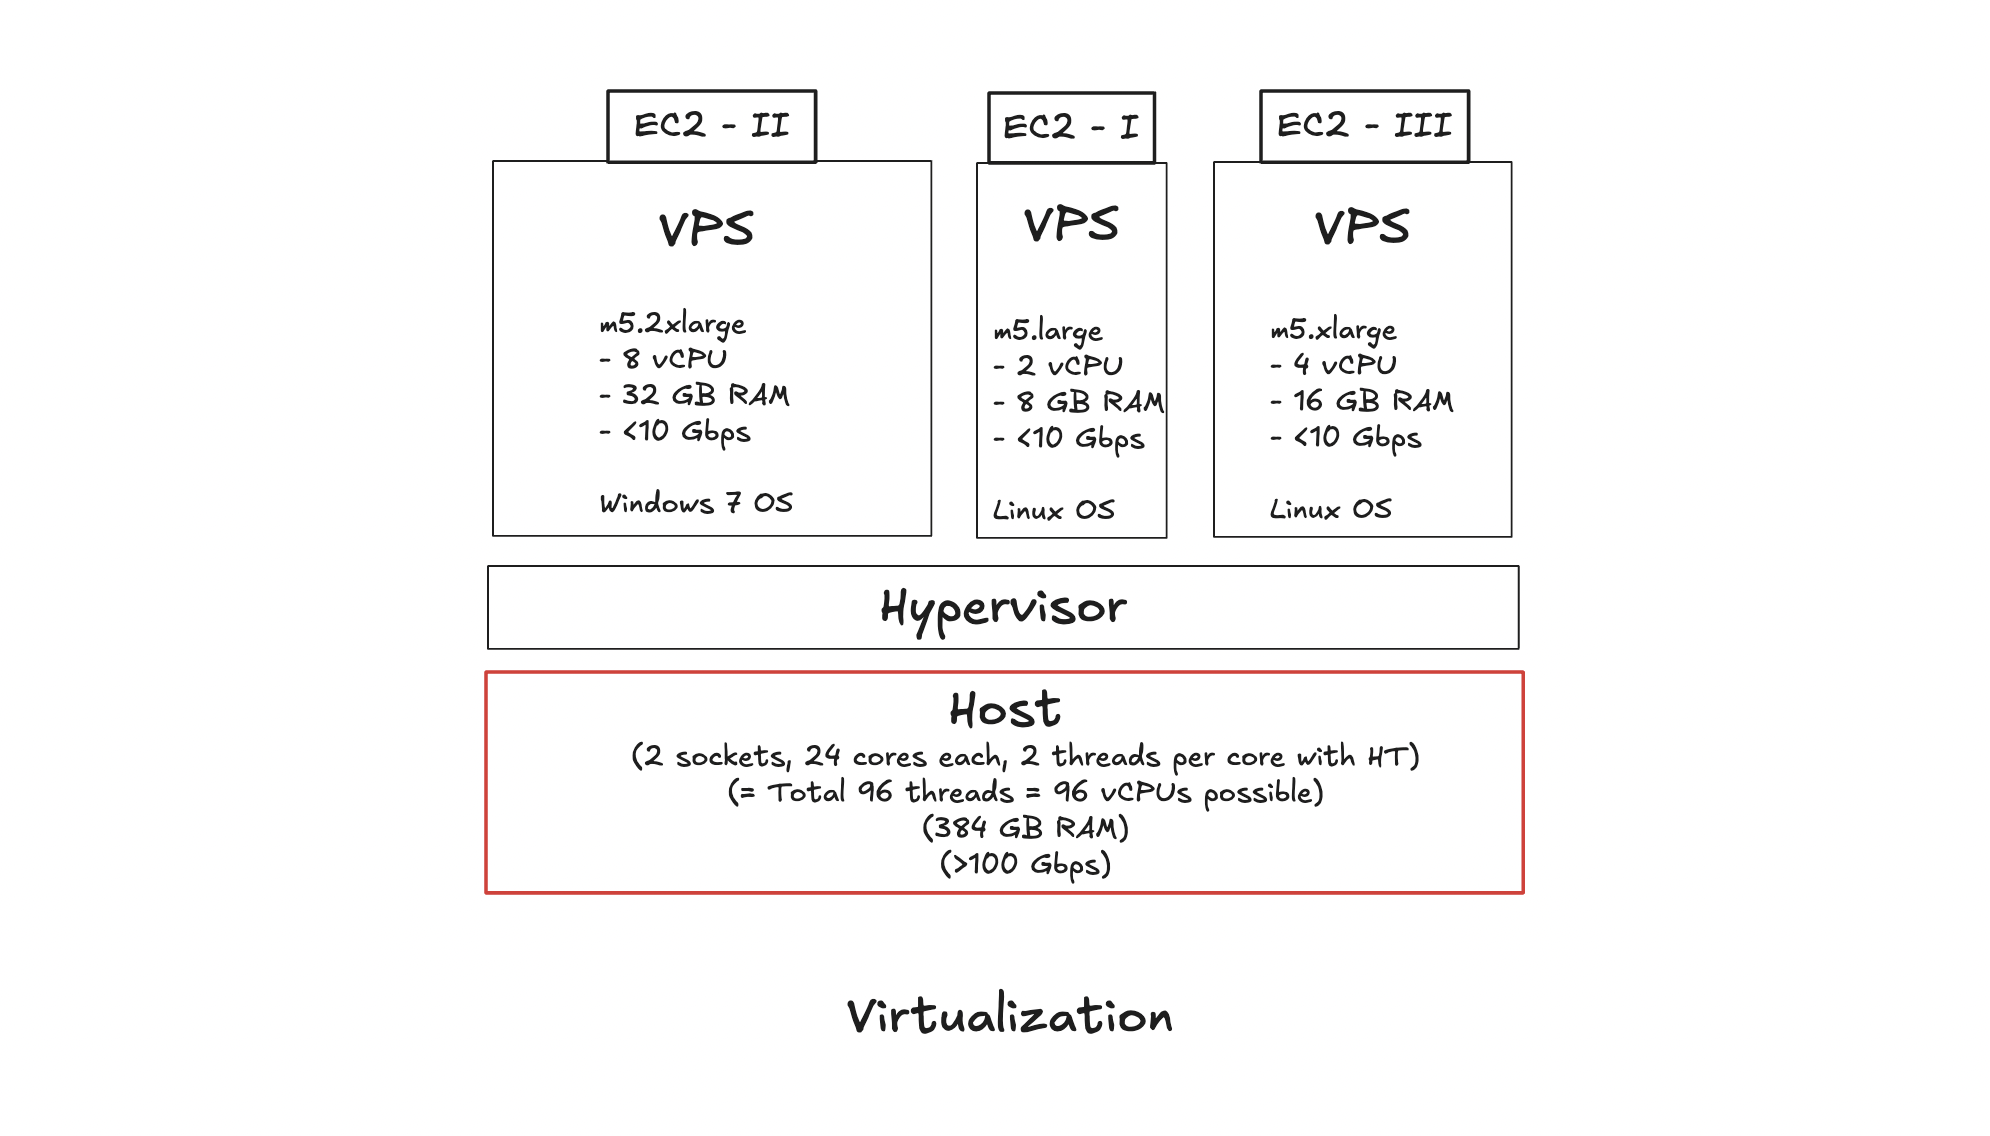 EC2 - II
VPS
m5.2xlarge
- 8 vCPU
- 32 GB RAM
- <10 Gbps
Windows 7 OS
EC2 - I
VPS
m5.large
- 2 vCPU
- 8 GB RAM
- <10 Gbps
Linux OS
EC2 - III
VPS
m5.xlarge
- 4 vCPU
- 16 GB RAM
- <10 Gbps
Linux OS
Hypervisor
Host
(2 sockets, 24 cores each, 2 threads per core with HT)
(= Total 96 threads = 96 vCPUs possible)
(384 GB RAM)
(>100 Gbps)
Virtualization